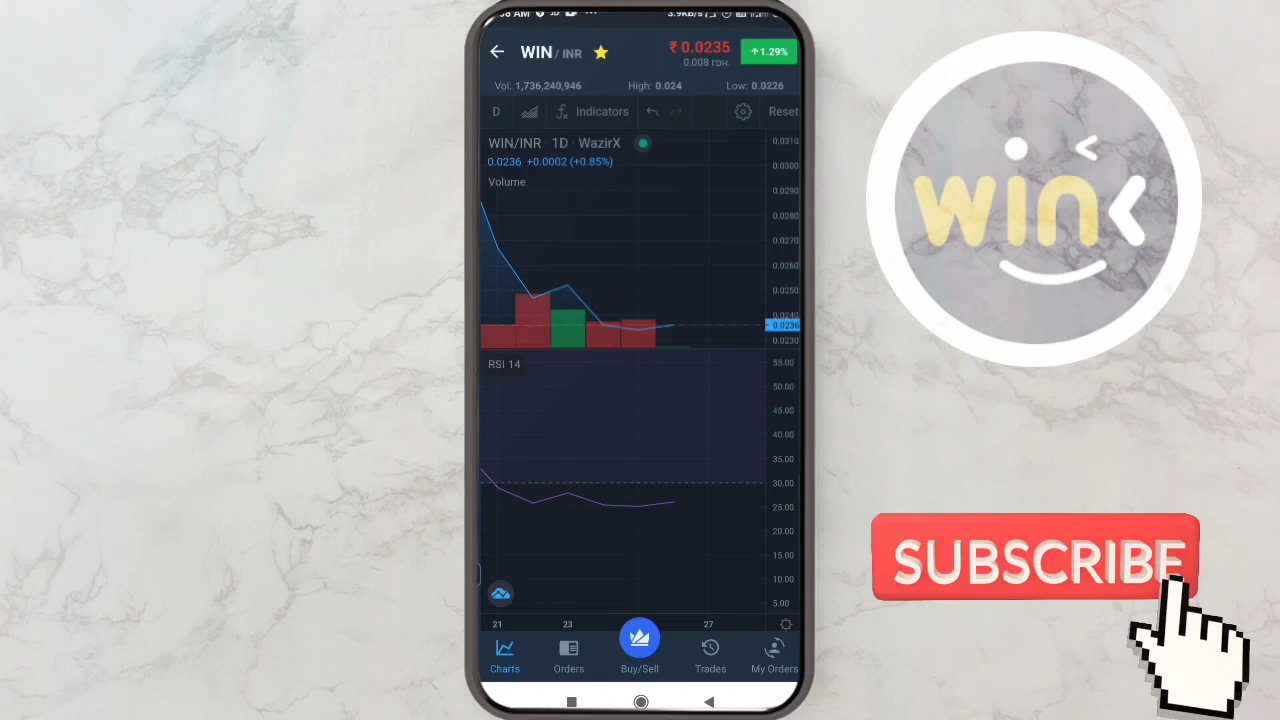 WIN / INR
₹ 0.0235
0.008 грн.
↑1.29%
Vol: 1,736,240,946 High: 0.024 Low: 0.0226
D Indicators Reset
WIN/INR · 1D · WazirX
0.0236 +0.0002 (+0.85%)
Volume
0.0310
0.0300
0.0290
0.0280
0.0270
0.0260
0.0250
0.0240
0.0236
0.0230
RSI 14
55.00
50.00
45.00
40.00
35.00
30.00
25.00
20.00
15.00
10.00
5.00
21 23 27
Charts Orders Buy/Sell Trades My Orders
win
SUBSCRIBE